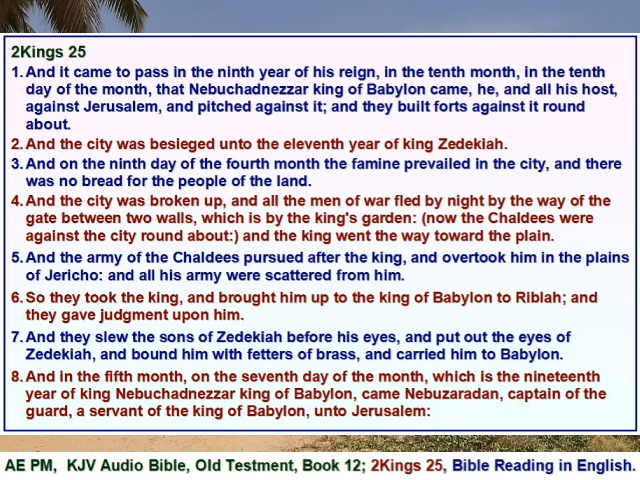 2Kings 25
1. And it came to pass in the ninth year of his reign, in the tenth month, in the tenth
day of the month, that Nebuchadnezzar king of Babylon came, he, and all his host,
against Jerusalem, and pitched against it; and they built forts against it round
about.
2. And the city was besieged unto the eleventh year of king Zedekiah.
3. And on the ninth day of the fourth month the famine prevailed in the city, and there
was no bread for the people of the land.
4. And the city was broken up, and all the men of war fled by night by the way of the
gate between two walls, which is by the king's garden: (now the Chaldees were
against the city round about:) and the king went the way toward the plain.
5. And the army of the Chaldees pursued after the king, and overtook him in the plains
of Jericho: and all his army were scattered from him.
6. So they took the king, and brought him up to the king of Babylon to Riblah; and
they gave judgment upon him.
7. And they slew the sons of Zedekiah before his eyes, and put out the eyes of
Zedekiah, and bound him with fetters of brass, and carried him to Babylon.
8. And in the fifth month, on the seventh day of the month, which is the nineteenth
year of king Nebuchadnezzar king of Babylon, came Nebuzaradan, captain of the
guard, a servant of the king of Babylon, unto Jerusalem:
AE PM, KJV Audio Bible, Old Testment, Book 12; 2Kings 25, Bible Reading in English.